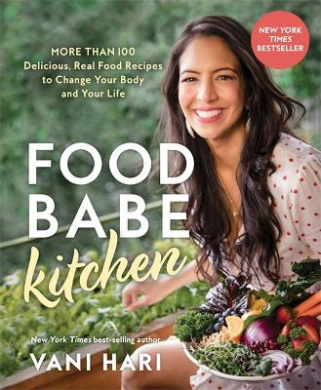 MORE THAN 100
Delicious, Real Food Recipes
to Change Your Body
and Your Life
NEW YORK
TIMES
BESTSELLER
FOOD
BABE
kitchen
New York Times best-selling author
VANI HARI